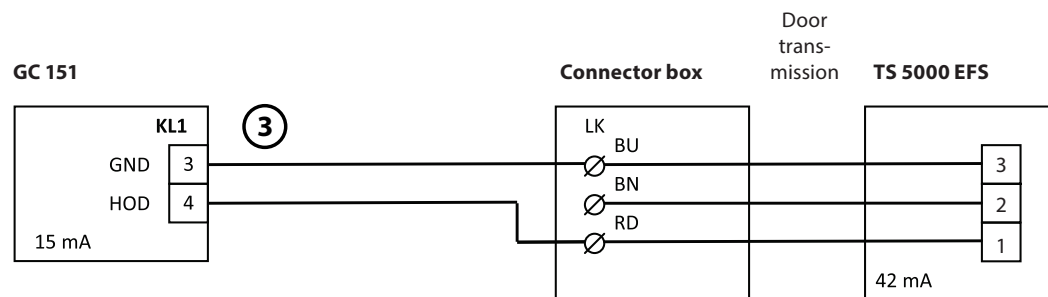 Door
trans-
mission
GC 151
Connector box
TS 5000 EFS
KL1
3
LK
BU
GND 3
3
BN
HOD 4
2
RD
1
15 mA
42 mA